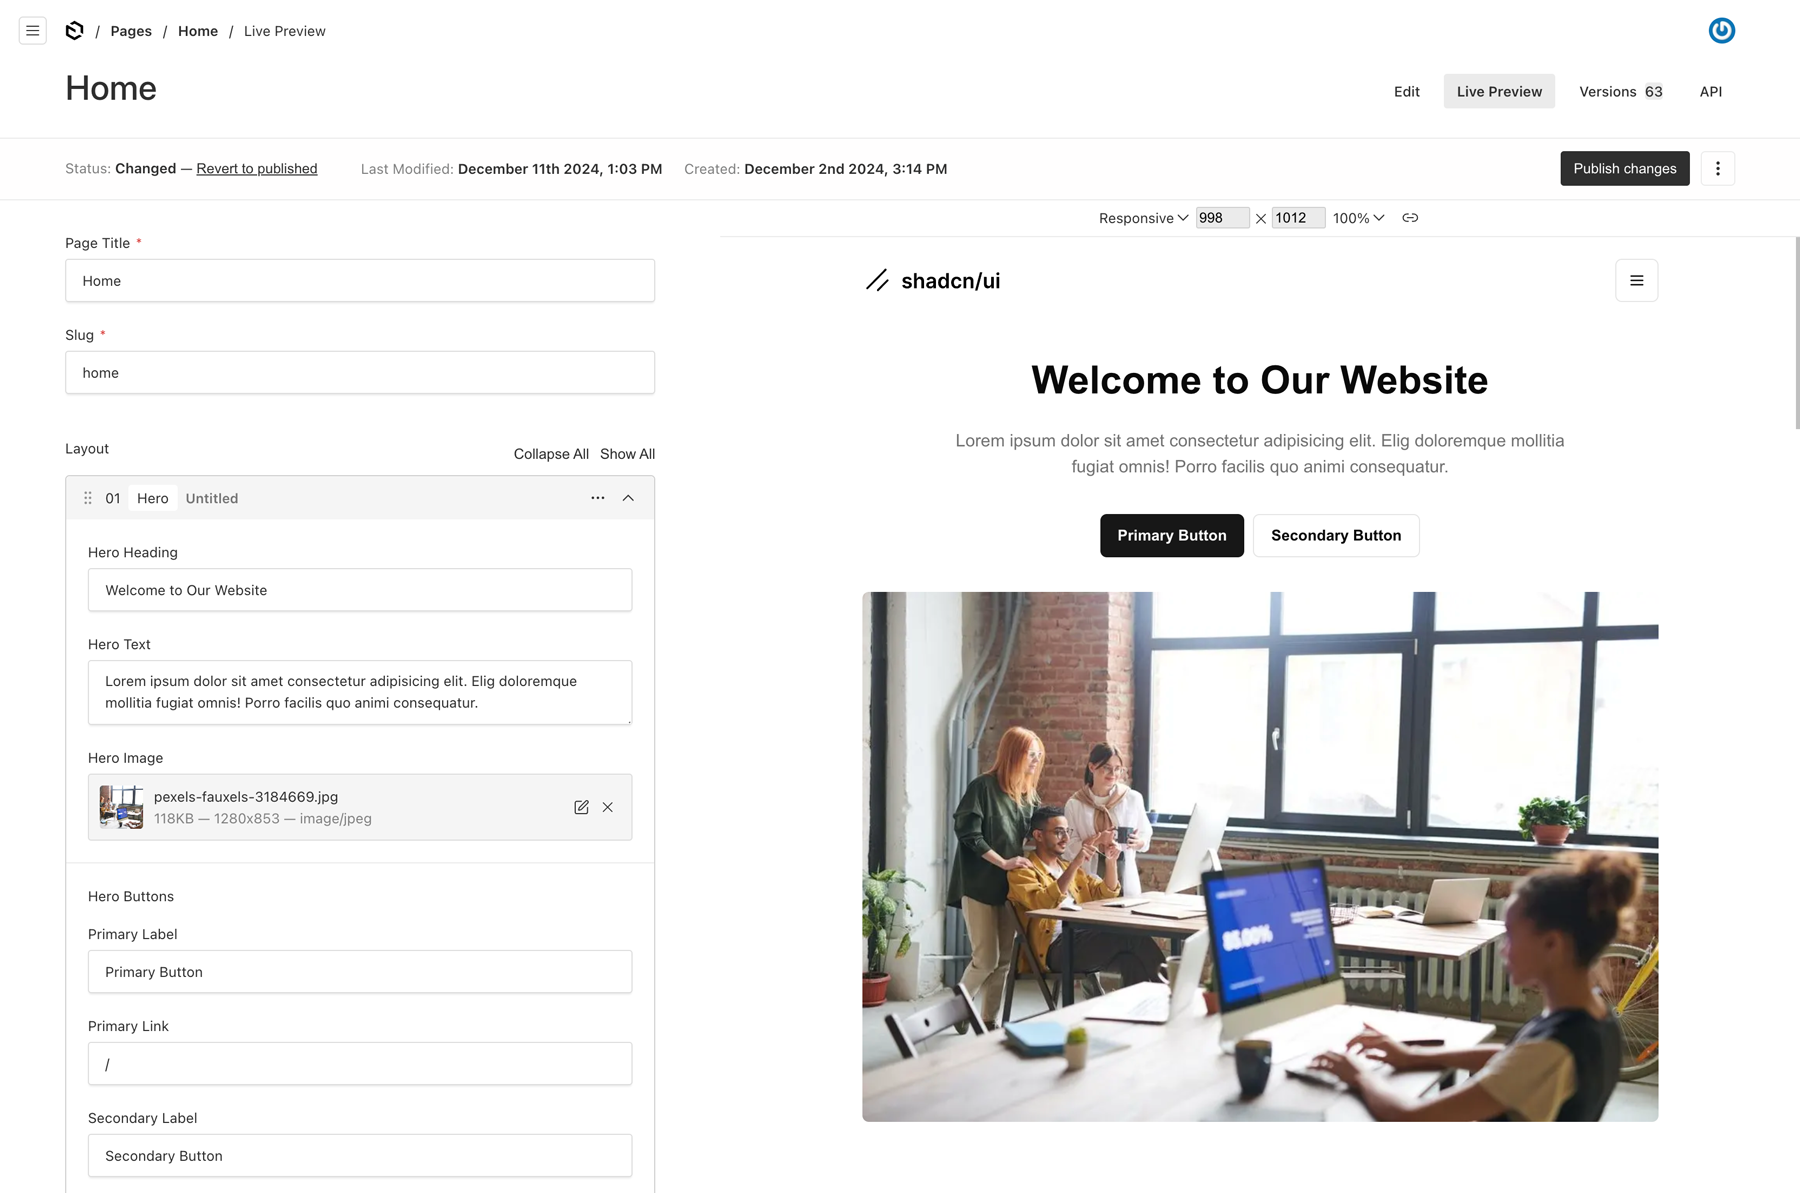 / Pages / Home / Live Preview
Home
Edit Live Preview Versions 63 API
Status: Changed — Revert to published Last Modified: December 11th 2024, 1:03 PM Created: December 2nd 2024, 3:14 PM Publish changes
Responsive 998 1012 100%
Page Title *
Home
Slug *
home
Layout Collapse All Show All
01 Hero Untitled
Hero Heading
Welcome to Our Website
Hero Text
Lorem ipsum dolor sit amet consectetur adipisicing elit. Elig doloremque
mollitia fugiat omnis! Porro facilis quo animi consequatur.
Hero Image
pexels-fauxels-3184669.jpg
118KB — 1280x853 — image/jpeg
Hero Buttons
Primary Label
Primary Button
Primary Link
/
Secondary Label
Secondary Button
shadcn/ui
Welcome to Our Website
Lorem ipsum dolor sit amet consectetur adipisicing elit. Elig doloremque mollitia
fugiat omnis! Porro facilis quo animi consequatur.
Primary Button Secondary Button